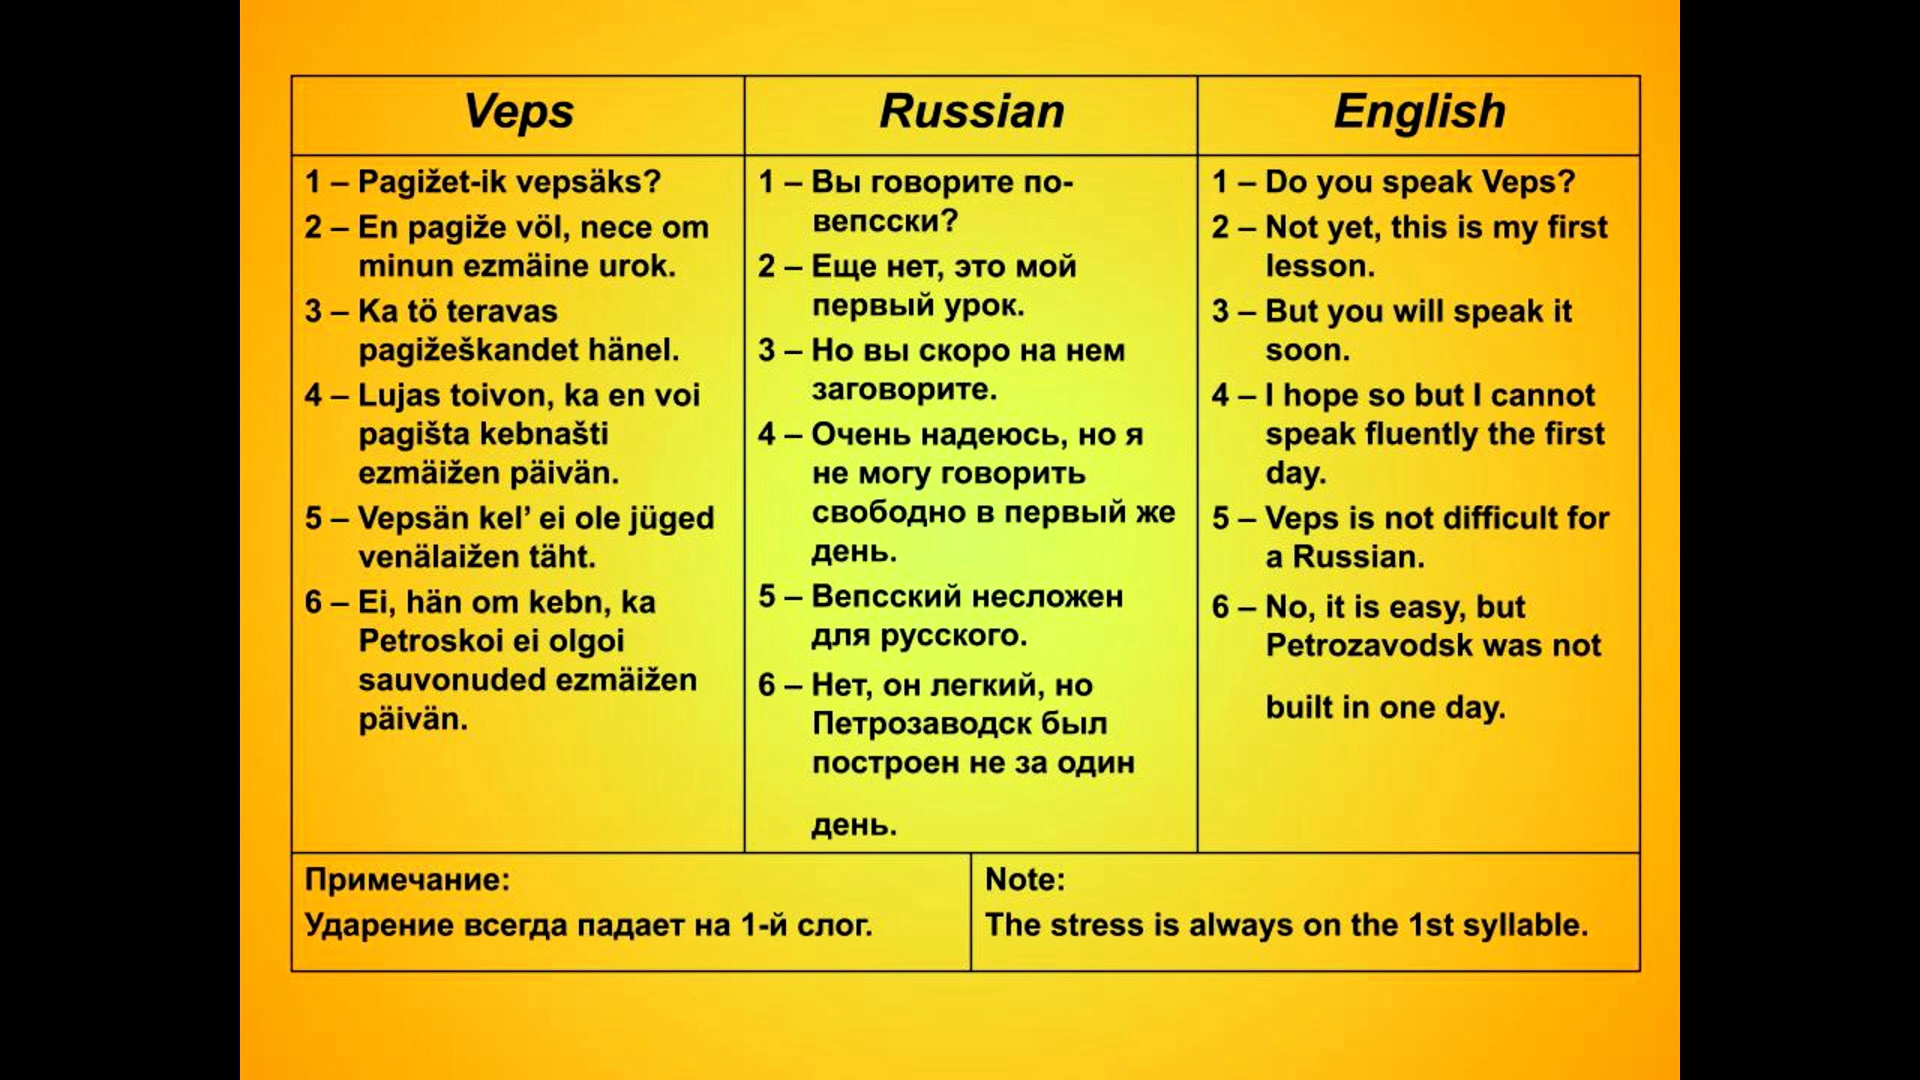 Veps
Russian
English
1 – Pagižet-ik vepsäks?
2 – En pagiže völ, nece om
minun ezmäine urok.
3 – Ka tö teravas
pagižeškandet hänel.
4 – Lujas toivon, ka en voi
pagišta kebnašti
ezmäižen päivän.
5 – Vepsän kel’ ei ole jüged
venälaižen täht.
6 – Ei, hän om kebn, ka
Petroskoi ei olgoi
sauvonuded ezmäižen
päivän.
1 – Вы говорите по-
вепсски?
2 – Еще нет, это мой
первый урок.
3 – Но вы скоро на нем
заговорите.
4 – Очень надеюсь, но я
не могу говорить
свободно в первый же
день.
5 – Вепсский несложен
для русского.
6 – Нет, он легкий, но
Петрозаводск был
построен не за один
день.
1 – Do you speak Veps?
2 – Not yet, this is my first
lesson.
3 – But you will speak it
soon.
4 – I hope so but I cannot
speak fluently the first
day.
5 – Veps is not difficult for
a Russian.
6 – No, it is easy, but
Petrozavodsk was not
built in one day.
Примечание:
Ударение всегда падает на 1-й слог.
Note:
The stress is always on the 1st syllable.